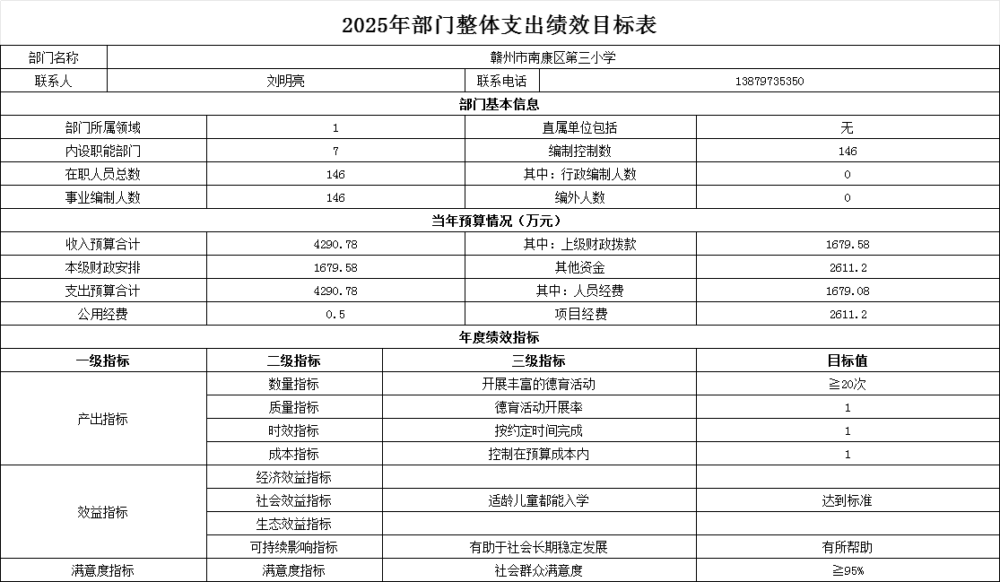 2025年部门整体支出绩效目标表
部门名称 赣州市南康区第三小学
联系人 刘明亮 联系电话 13879735350
部门基本信息
部门所属领域 1 直属单位包括 无
内设职能部门 7 编制控制数 146
在职人员总数 146 其中：行政编制人数 0
事业编制人数 146 编外人数 0
当年预算情况（万元）
收入预算合计 4290.78 其中：上级财政拨款 1679.58
本级财政安排 1679.58 其他资金 2611.2
支出预算合计 4290.78 其中：人员经费 1679.08
公用经费 0.5 项目经费 2611.2
年度绩效指标
一级指标 二级指标 三级指标 目标值
产出指标 数量指标 开展丰富的德育活动 ≧20次
质量指标 德育活动开展率 1
时效指标 按约定时间完成 1
成本指标 控制在预算成本内 1
效益指标 经济效益指标
社会效益指标 适龄儿童都能入学 达到标准
生态效益指标
可持续影响指标 有助于社会长期稳定发展 有所帮助
满意度指标 满意度指标 社会群众满意度 ≧95%